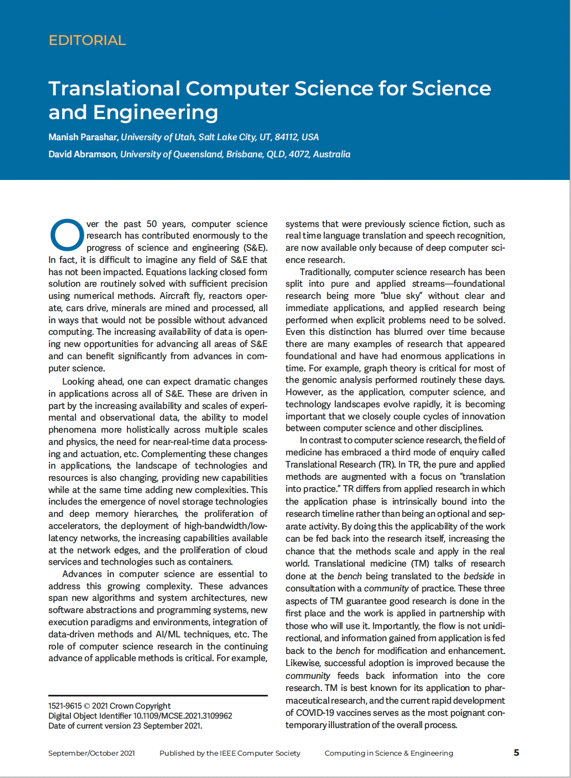 EDITORIAL
Translational Computer Science for Science
and Engineering
Manish Parashar, University of Utah, Salt Lake City, UT, 84112, USA
David Abramson, University of Queensland, Brisbane, QLD, 4072, Australia
Over the past 50 years, computer science
research has contributed enormously to the
progress of science and engineering (S&E).
In fact, it is difficult to imagine any field of S&E that
has not been impacted. Equations lacking closed form
solution are routinely solved with sufficient precision
using numerical methods. Aircraft fly, reactors oper-
ate, cars drive, minerals are mined and processed, all
in ways that would not be possible without advanced
computing. The increasing availability of data is open-
ing new opportunities for advancing all areas of S&E
and can benefit significantly from advances in com-
puter science.
Looking ahead, one can expect dramatic changes
in applications across all of S&E. These are driven in
part by the increasing availability and scales of experi-
mental and observational data, the ability to model
phenomena more holistically across multiple scales
and physics, the need for near-real-time data process-
ing and actuation, etc. Complementing these changes
in applications, the landscape of technologies and
resources is also changing, providing new capabilities
while at the same time adding new complexities. This
includes the emergence of novel storage technologies
and deep memory hierarchies, the proliferation of
accelerators, the deployment of high-bandwidth/low-
latency networks, the increasing capabilities available
at the network edges, and the proliferation of cloud
services and technologies such as containers.
Advances in computer science are essential to
address this growing complexity. These advances
span new algorithms and system architectures, new
software abstractions and programming systems, new
execution paradigms and environments, integration of
data-driven methods and AI/ML techniques, etc. The
role of computer science research in the continuing
advance of applicable methods is critical. For example,
1521-9615 © 2021 Crown Copyright
Digital Object Identifier 10.1109/MCSE.2021.3109962
Date of current version 23 September 2021.
systems that were previously science fiction, such as
real time language translation and speech recognition,
are now available only because of deep computer sci-
ence research.
Traditionally, computer science research has been
split into pure and applied streams—foundational
research being more "blue sky" without clear and
immediate applications, and applied research being
performed when explicit problems need to be solved.
Even this distinction has blurred over time because
there are many examples of research that appeared
foundational and have had enormous applications in
time. For example, graph theory is critical for most of
the genomic analysis performed routinely these days.
However, as the application, computer science, and
technology landscapes evolve rapidly, it is becoming
important that we closely couple cycles of innovation
between computer science and other disciplines.
In contrast to computer science research, the field of
medicine has embraced a third mode of enquiry called
Translational Research (TR). In TR, the pure and applied
methods are augmented with a focus on "translation
into practice." TR differs from applied research in which
the application phase is intrinsically bound into the
research timeline rather than being an optional and sep-
arate activity. By doing this the applicability of the work
can be fed back into the research itself, increasing the
chance that the methods scale and apply in the real
world. Translational medicine (TM) talks of research
done at the bench being translated to the bedside in
consultation with a community of practice. These three
aspects of TM guarantee good research is done in the
first place and the work is applied in partnership with
those who will use it. Importantly, the flow is not unidi-
rectional, and information gained from application is fed
back to the bench for modification and enhancement.
Likewise, successful adoption is improved because the
community feeds back information into the core
research. TM is best known for its application to phar-
maceutical research, and the current rapid development
of COVID-19 vaccines serves as the most poignant con-
temporary illustration of the overall process.
September/October 2021 Published by the IEEE Computer Society Computing in Science & Engineering 5